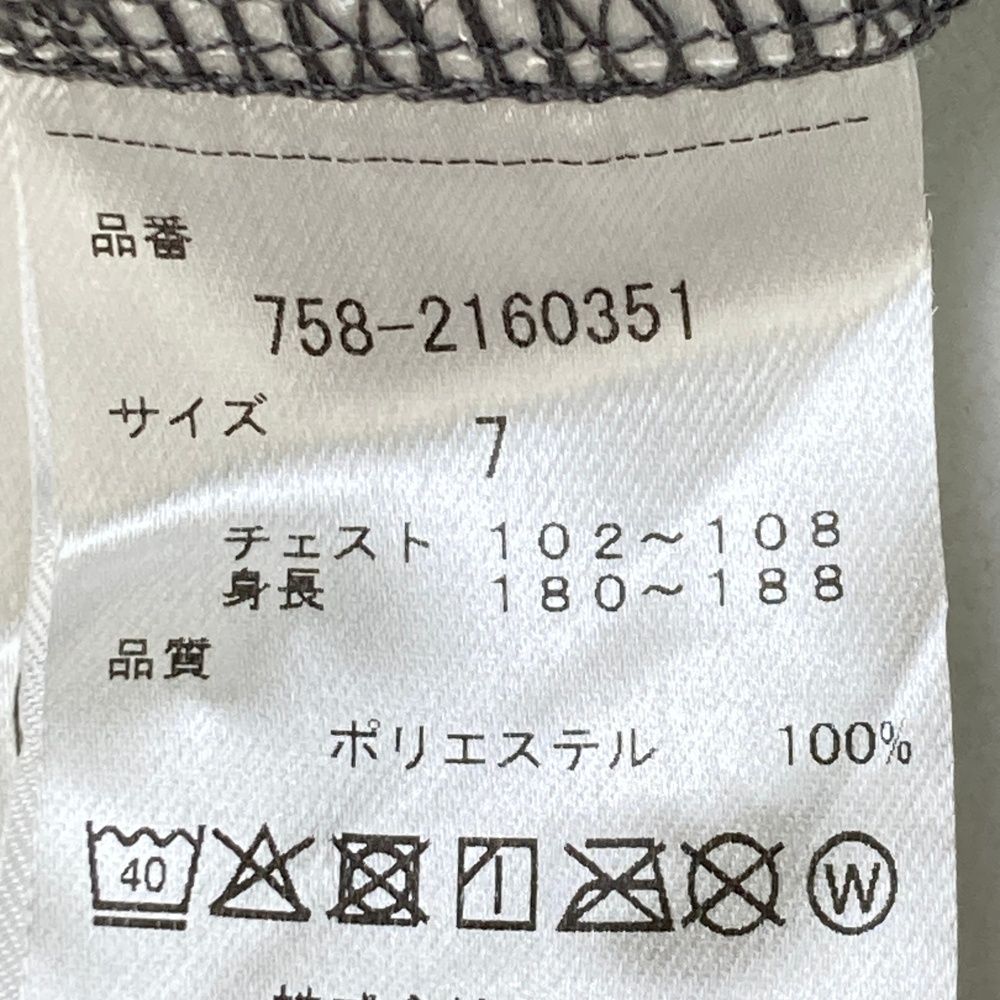 品番
758-2160351
サイズ 7
チェスト 102～108
身長 180～188
品質
ポリエステル 100%
40 W